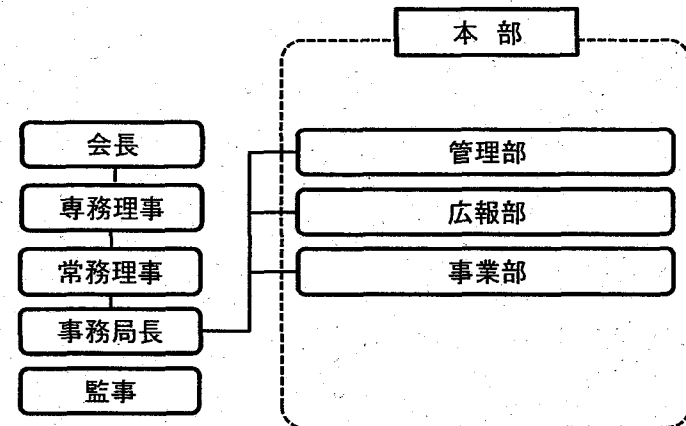 本部
会長
専務理事
常務理事
事務局長
監事
管理部
広報部
事業部